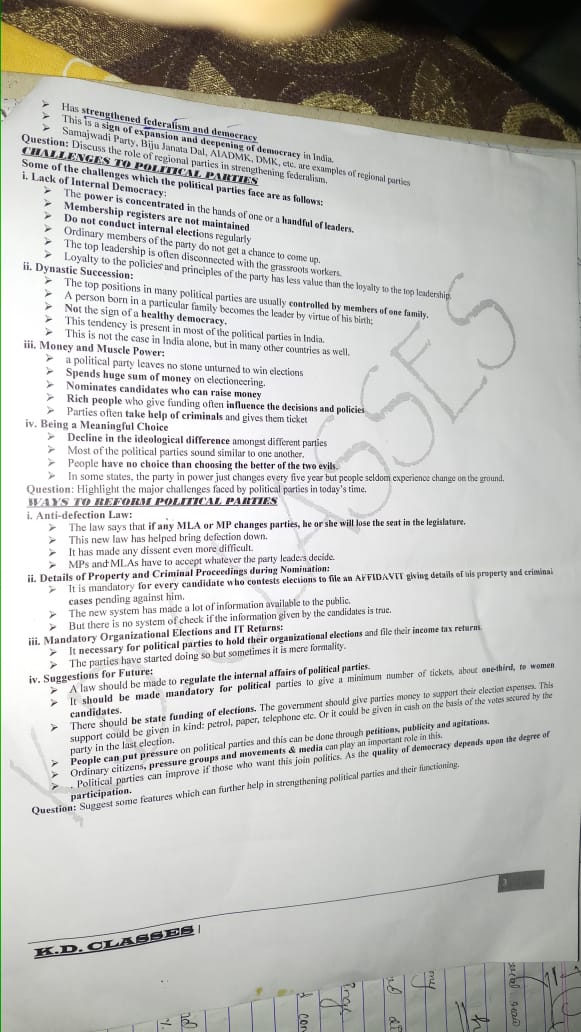 ➤ Has strengthened federalism and democracy
➤ This is a sign of expansion and deepening of democracy in India.
➤ Samajwadi Party, Biju Janata Dal, AIADMK, DMK, etc. are examples of regional parties
Question: Discuss the role of regional parties in strengthening federalism.
CHALLENGES TO POLITICAL PARTIES
Some of the challenges which the political parties face are as follows:
i. Lack of Internal Democracy:
➤ The power is concentrated in the hands of one or a handful of leaders.
➤ Membership registers are not maintained
➤ Do not conduct internal elections regularly
➤ Ordinary members of the party do not get a chance to come up.
➤ The top leadership is often disconnected with the grassroots workers.
➤ Loyalty to the policies and principles of the party has less value than the loyalty to the top leadership.
ii. Dynastic Succession:
➤ The top positions in many political parties are usually controlled by members of one family.
➤ A person born in a particular family becomes the leader by virtue of his birth;
➤ Not the sign of a healthy democracy.
➤ This tendency is present in most of the political parties in India.
➤ This is not the case in India alone, but in many other countries as well.
iii. Money and Muscle Power:
➤ a political party leaves no stone unturned to win elections
➤ Spends huge sum of money on electioneering.
➤ Nominates candidates who can raise money
➤ Rich people who give funding often influence the decisions and policies
➤ Parties often take help of criminals and gives them ticket
iv. Being a Meaningful Choice
➤ Decline in the ideological difference amongst different parties
➤ Most of the political parties sound similar to one another.
➤ People have no choice than choosing the better of the two evils.
➤ In some states, the party in power just changes every five year but people seldom experience change on the ground.
Question: Highlight the major challenges faced by political parties in today's time.
WAYS TO REFORM POLITICAL PARTIES
i. Anti-defection Law:
➤ The law says that if any MLA or MP changes parties, he or she will lose the seat in the legislature.
➤ This new law has helped bring defection down.
➤ It has made any dissent even more difficult.
➤ MPs and MLAs have to accept whatever the party leaders decide.
ii. Details of Property and Criminal Proceedings during Nomination:
➤ It is mandatory for every candidate who contests elections to file an AFFIDAVIT giving details of his property and criminal
cases pending against him.
➤ The new system has made a lot of information available to the public.
➤ But there is no system of check if the information given by the candidates is true.
iii. Mandatory Organizational Elections and IT Returns:
➤ It necessary for political parties to hold their organizational elections and file their income tax returns.
➤ The parties have started doing so but sometimes it is mere formality.
iv. Suggestions for Future:
➤ A law should be made to regulate the internal affairs of political parties.
➤ It should be made mandatory for political parties to give a minimum number of tickets, about one-third, to women
candidates.
➤ There should be state funding of elections. The government should give parties money to support their election expenses. This
support could be given in kind: petrol, paper, telephone etc. Or it could be given in cash on the basis of the votes secured by the
party in the last election.
➤ People can put pressure on political parties and this can be done through petitions, publicity and agitations.
➤ Ordinary citizens, pressure groups and movements & media can play an important role in this.
➤ . Political parties can improve if those who want this join politics. As the quality of democracy depends upon the degree of
participation.
Question: Suggest some features which can further help in strengthening political parties and their functioning.
K.D. CLASSES
3
K.D. CLASSES